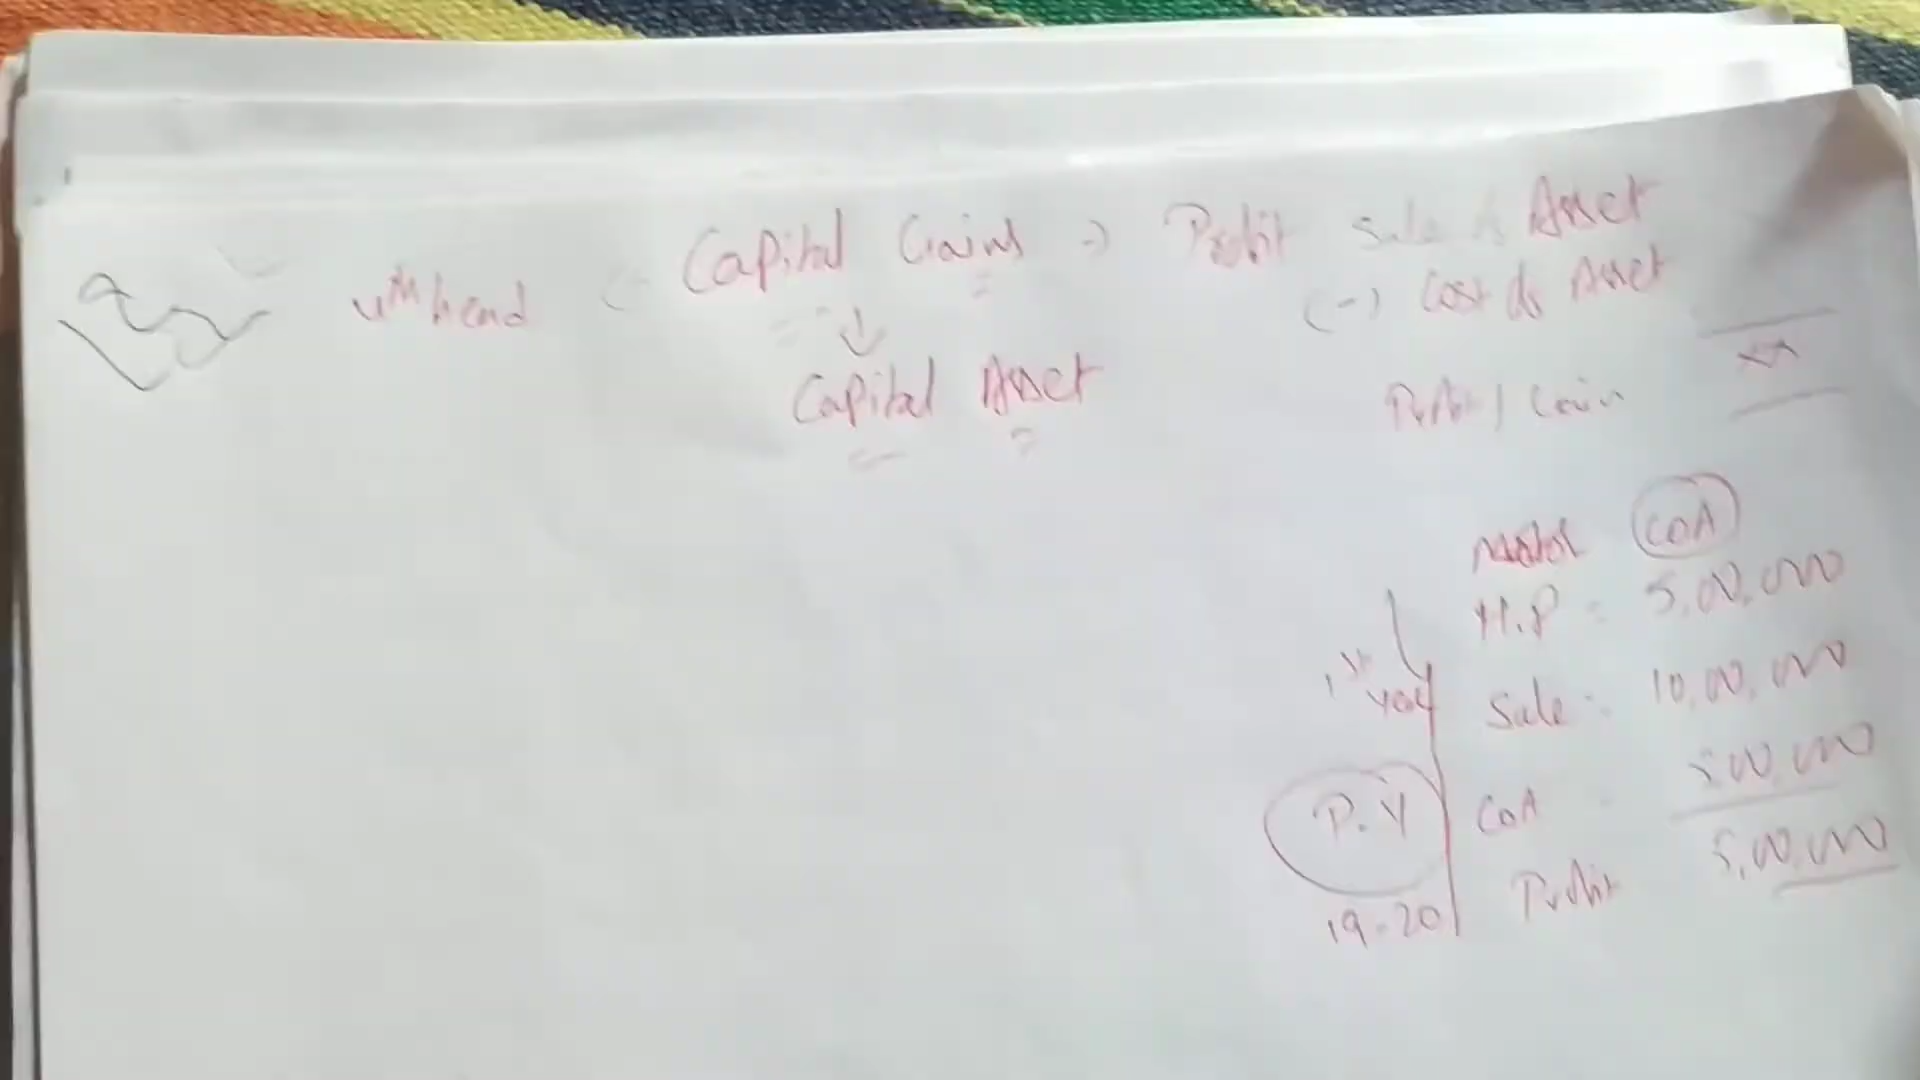 4th head Capital Gains → Profit Sale of Asset
(-) Cost of Asset
↓
Capital Asset
xx
Profit / Gain
COA
H.P = 5,00,000
1st year
Sale = 10,00,000
P.Y
COA - 5,00,000
19-20
Profit 5,00,000